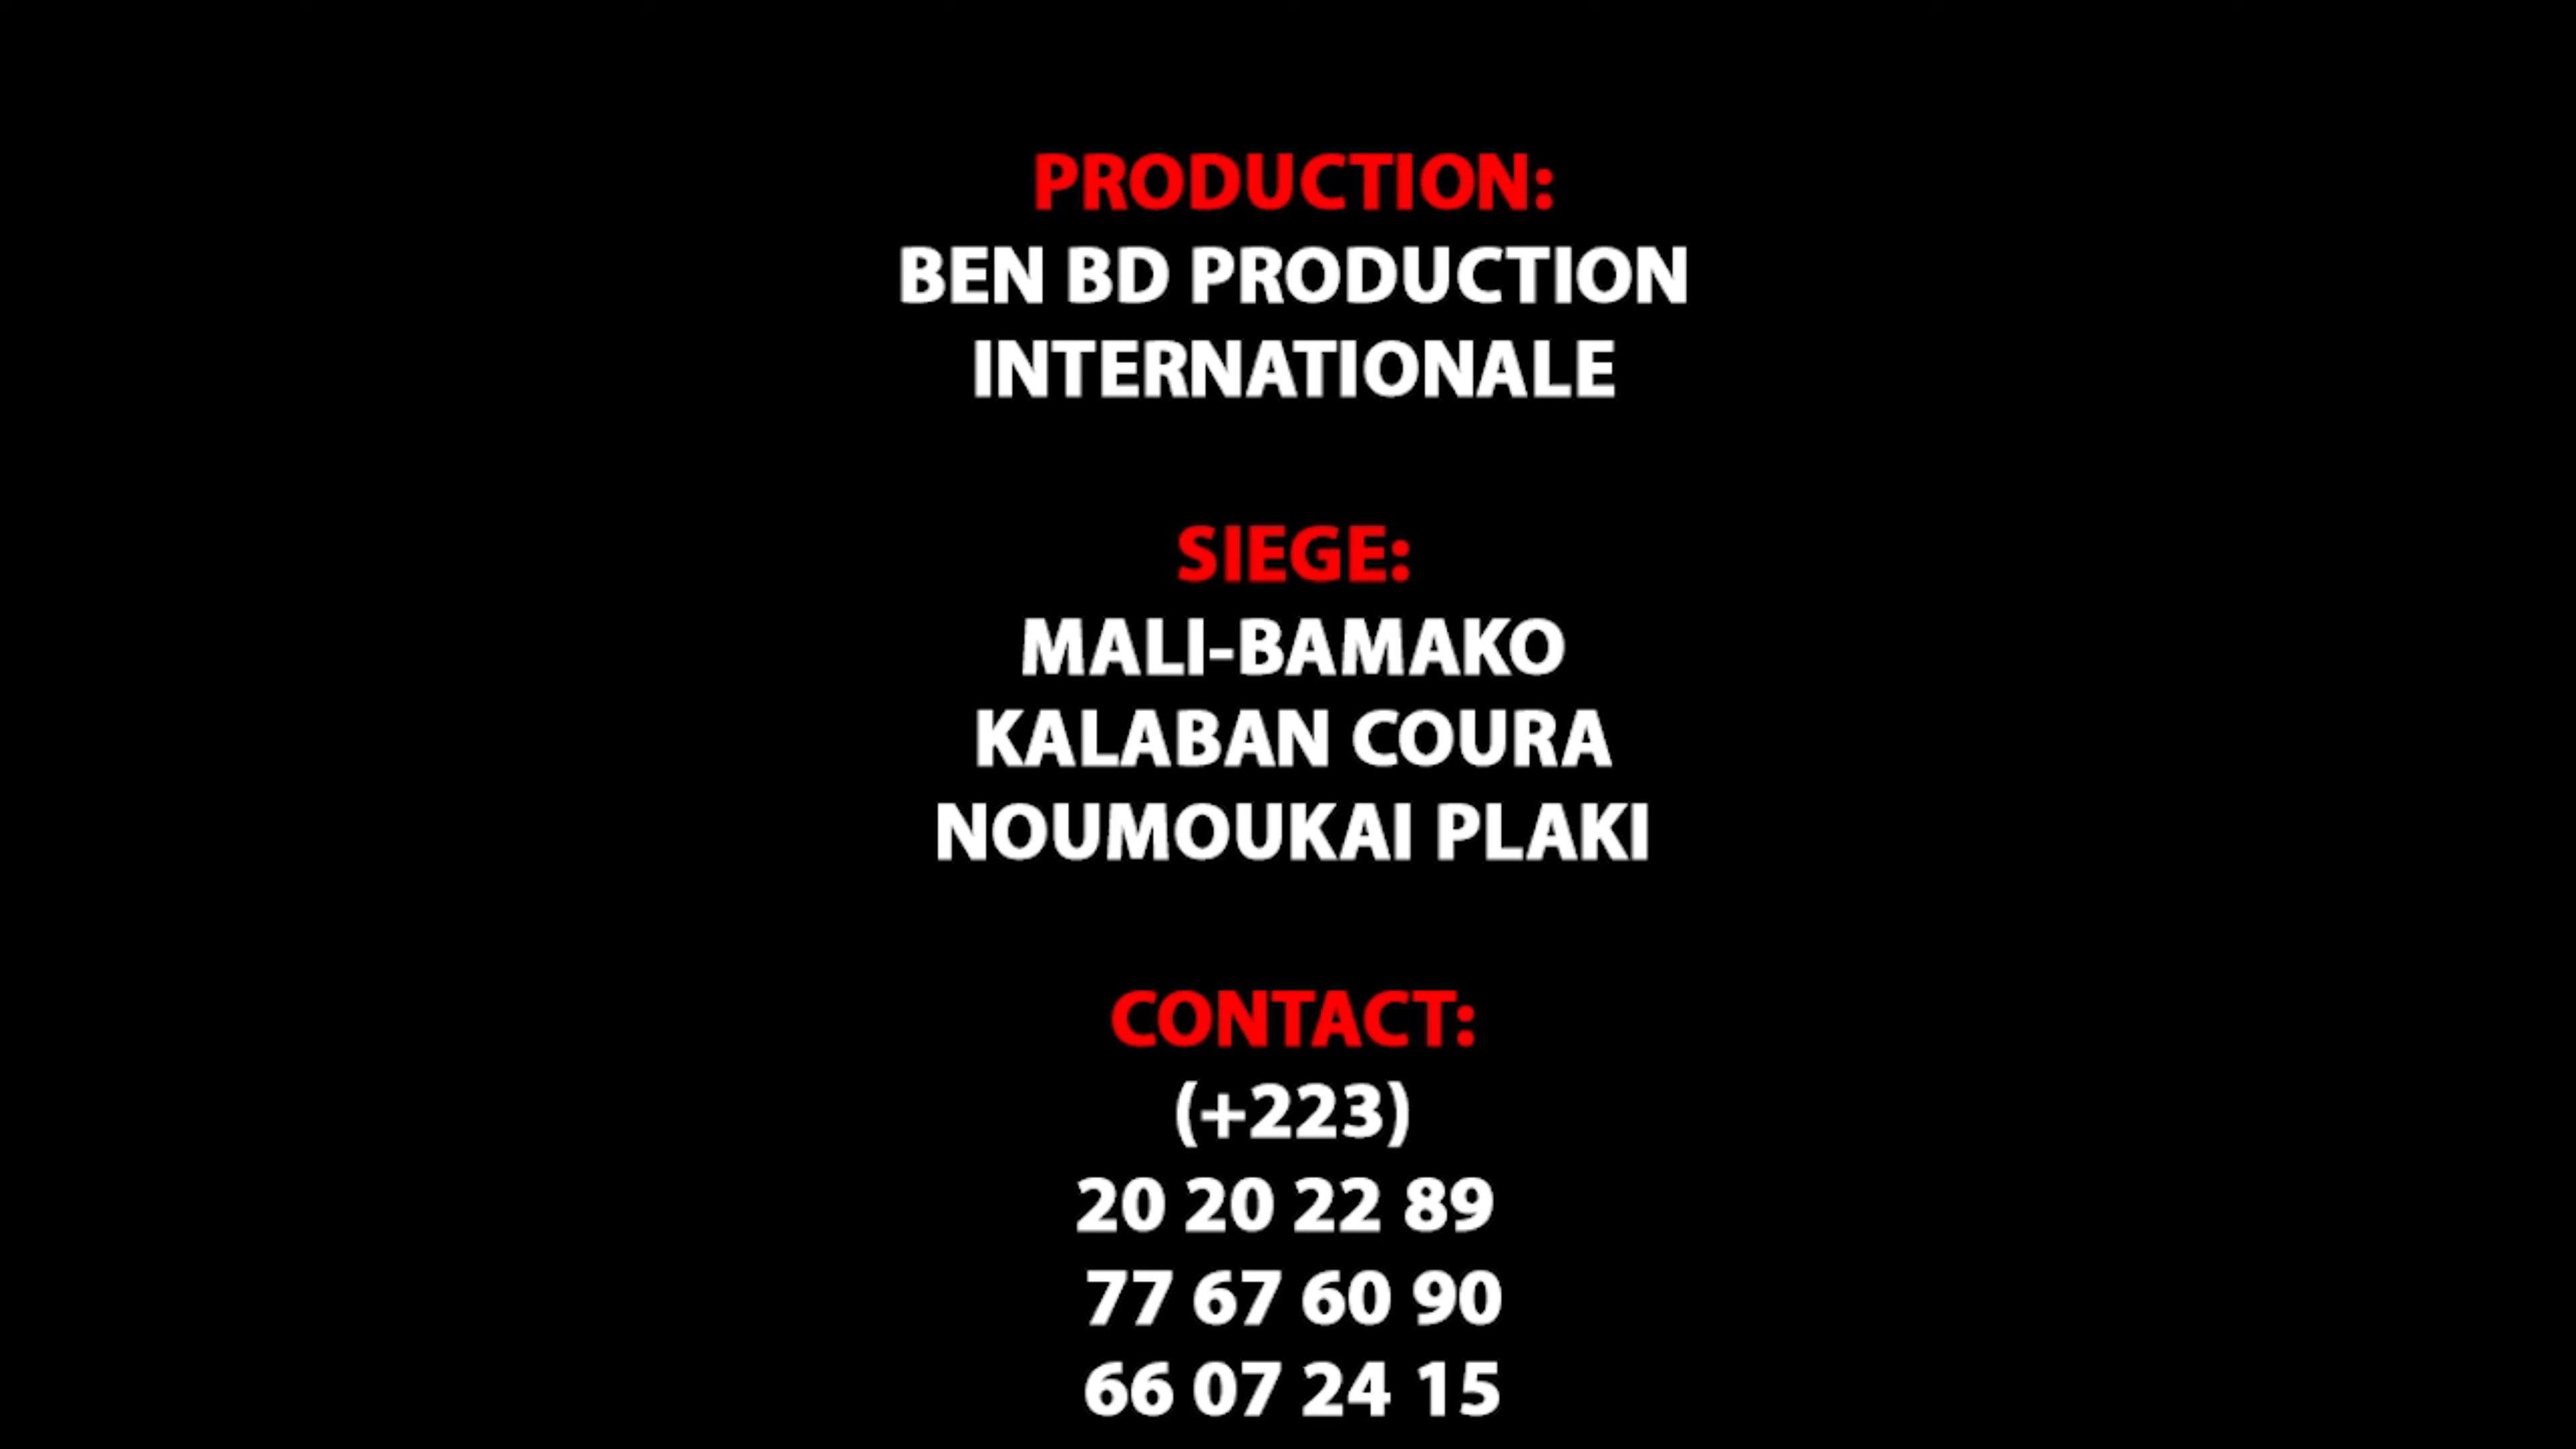 PRODUCTION:
BEN BD PRODUCTION
INTERNATIONALE
SIEGE:
MALI-BAMAKO
KALABAN COURA
NOUMOUKAI PLAKI
CONTACT:
(+223)
20 20 22 89
77 67 60 90
66 07 24 15